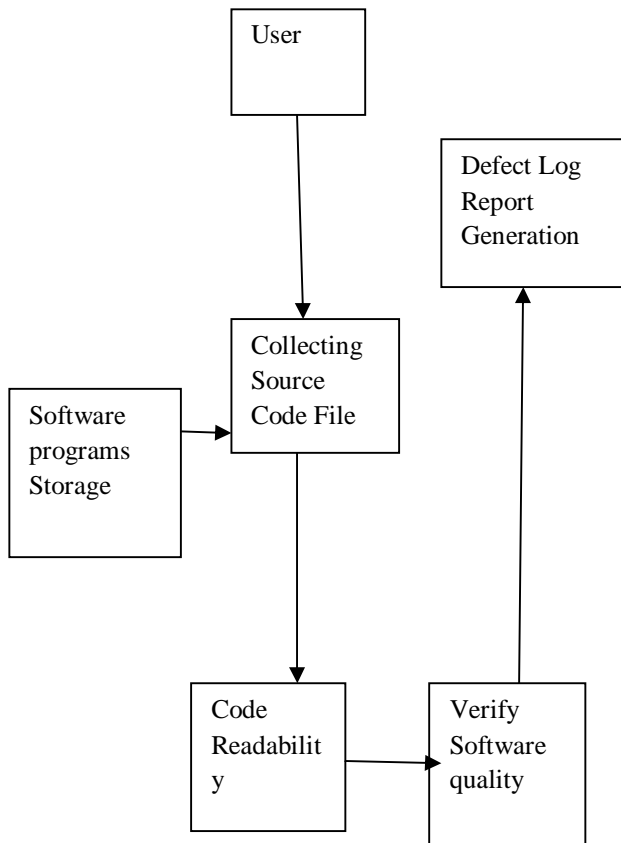 User
Defect Log
Report
Generation
Collecting
Source
Code File
Software
programs
Storage
Code
Readabilit
y
Verify
Software
quality